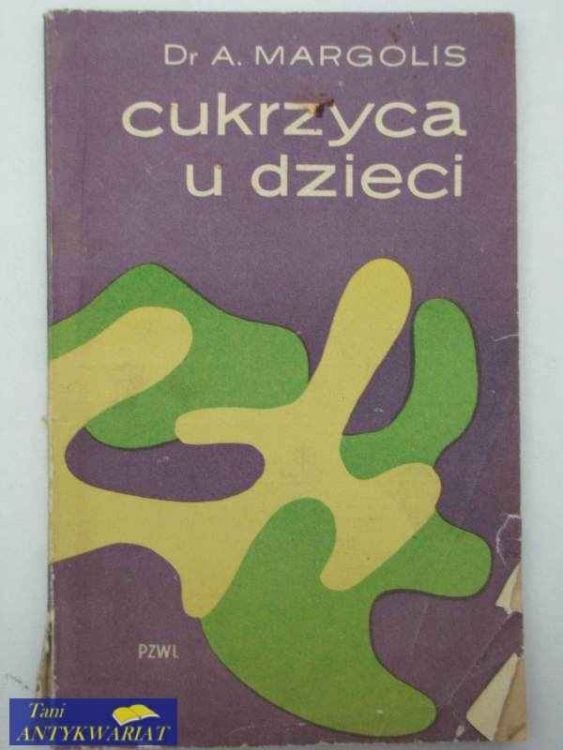 Dr A. MARGOLIS
cukrzyca
u dzieci
PZWL
Tani
ANTYKWARIAT